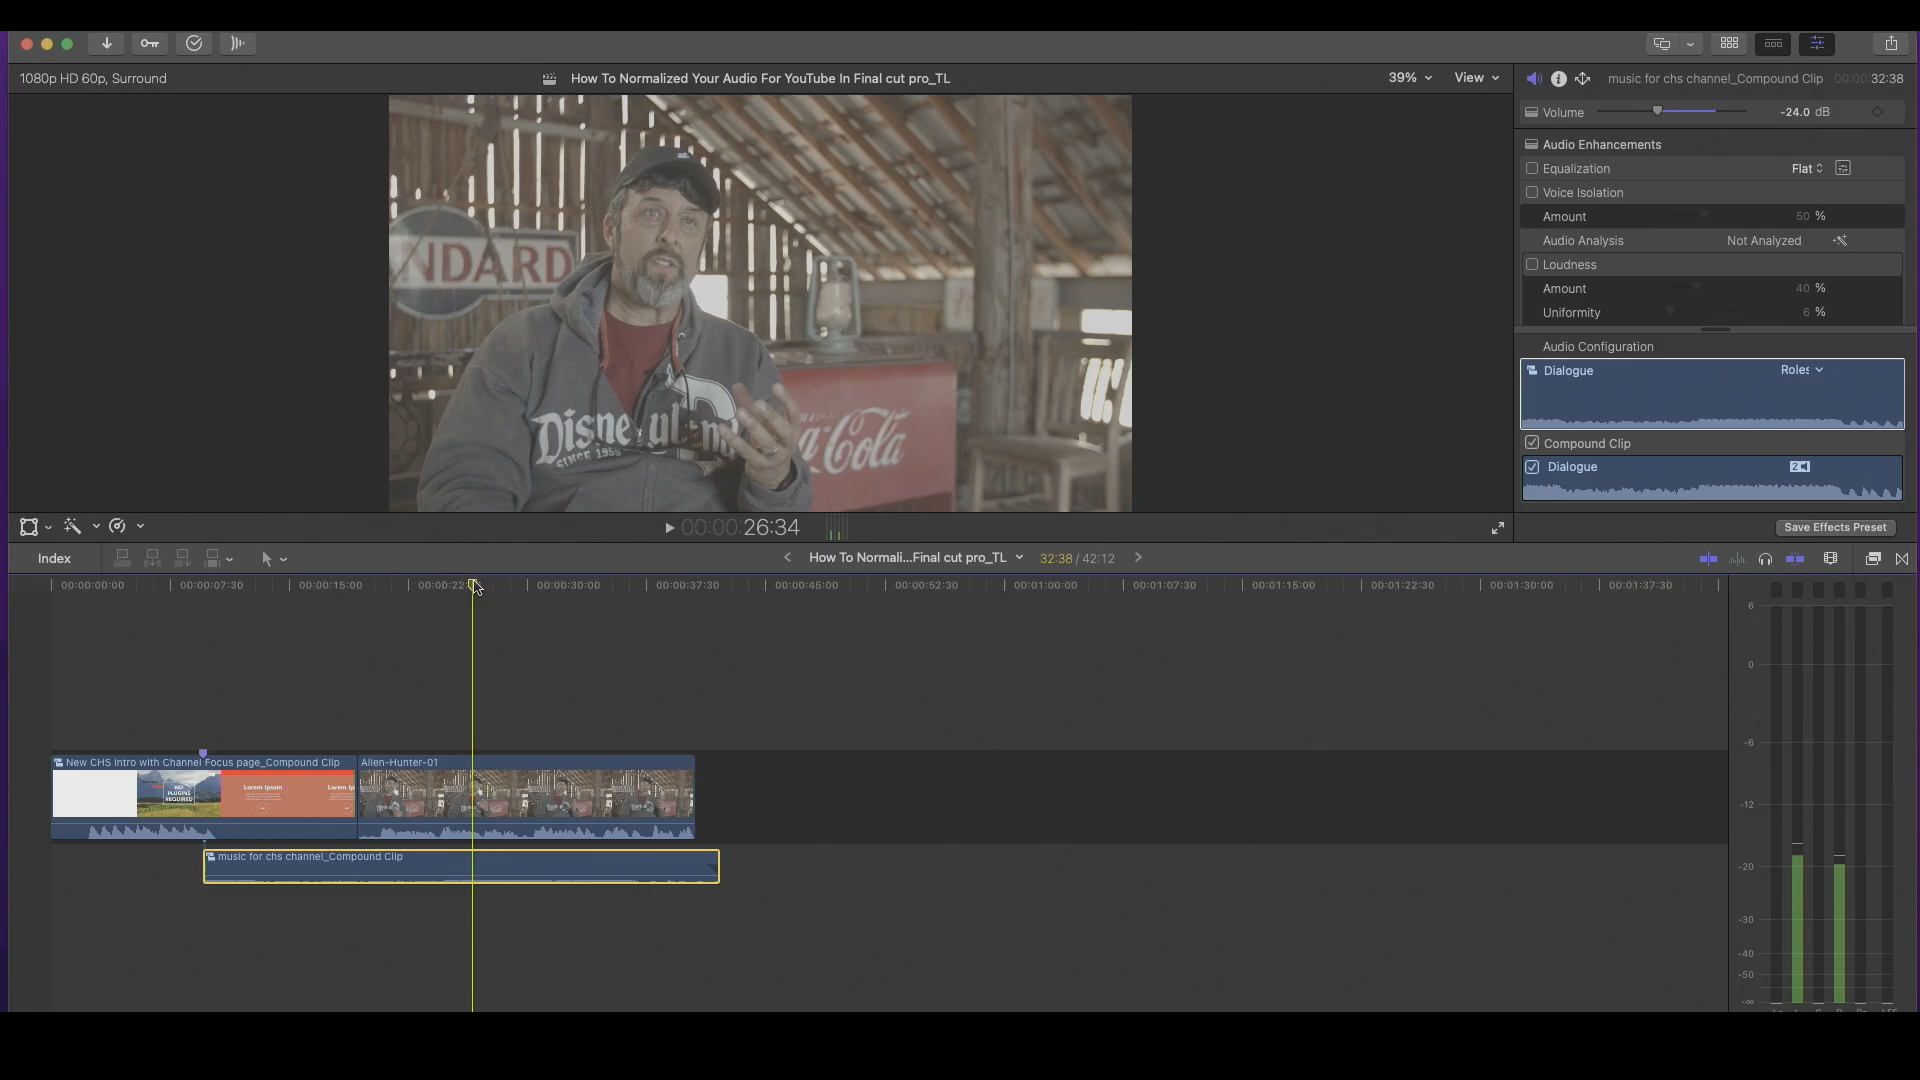 1080p HD 60p, Surround
How To Normalized Your Audio For YouTube In Final cut pro_TL
39%
View
music for chs channel_Compound Clip
00:00:32:38
Volume
-24.0 dB
Audio Enhancements
Equalization
Flat
Voice Isolation
Amount
50 %
Audio Analysis
Not Analyzed
Loudness
Amount
40 %
Uniformity
6 %
Audio Configuration
Dialogue
Roles
Compound Clip
Dialogue
2
NDARD
Disneyland
SINCE 1955
Coca-Cola
00:00:26:34
Save Effects Preset
Index
How To Normali...Final cut pro_TL
32:38 / 42:12
00:00:00:00
00:00:07:30
00:00:15:00
00:00:22:
00:00:30:00
00:00:37:30
00:00:45:00
00:00:52:30
00:01:00:00
00:01:07:30
00:01:15:00
00:01:22:30
00:01:30:00
00:01:37:30
New CHS intro with Channel Focus page_Compound Clip
Allen-Hunter-01
NO
PLUGINS
REQUIRED
Lorem Ipsum
Lorem Ip
music for chs channel_Compound Clip
6
0
-6
-12
-20
-30
-40
-50
-∞